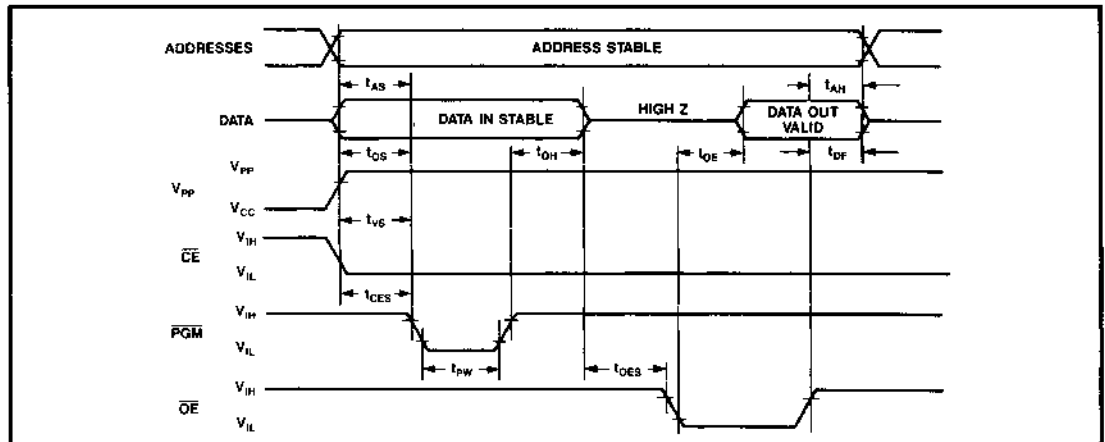 ADDRESSES
ADDRESS STABLE
tAS
tAH
DATA
DATA IN STABLE
HIGH Z
DATA OUT
VALID
tOS
tOH
tOE
tDF
VPP
VPP
VCC
tVS
CE
VIH
VIL
tCES
PGM
VIH
VIL
tPW
tOES
OE
VIH
VIL